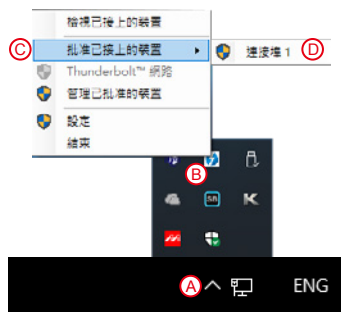 檢視已接上的裝置
C 批准已接上的裝置 連接埠 1 D
Thunderbolt™ 網路
管理已批准的裝置
設定
結束
B
SR K
A ENG